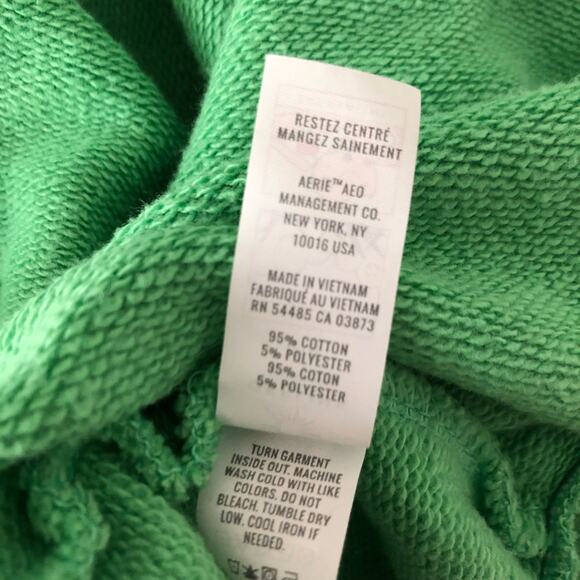 RESTEZ CENTRÉ
MANGEZ SAINEMENT
AERIE™ AEO
MANAGEMENT CO.
NEW YORK, NY
10016 USA
MADE IN VIETNAM
FABRIQUÉ AU VIETNAM
RN 54485 CA 03873
95% COTTON
5% POLYESTER
95% COTON
5% POLYESTER
TURN GARMENT
INSIDE OUT. MACHINE
WASH COLD WITH LIKE
COLORS. DO NOT
BLEACH. TUMBLE DRY
LOW. COOL IRON IF
NEEDED.